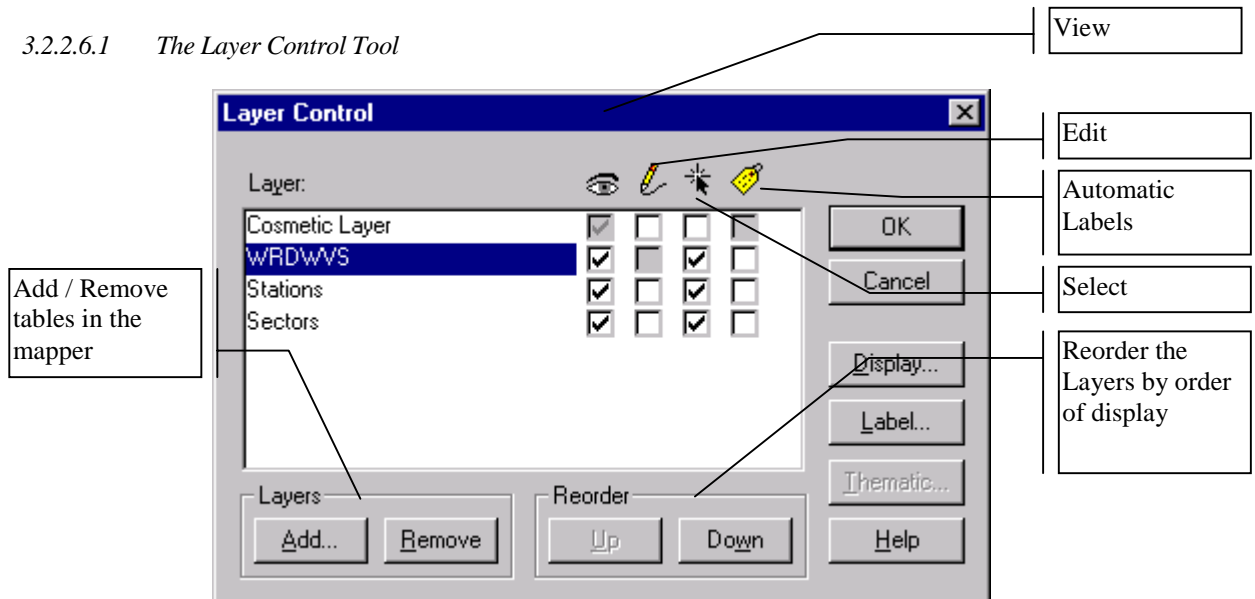 3.2.2.6.1 The Layer Control Tool
View
Layer Control
Edit
Layer:
Automatic
Labels
Cosmetic Layer
OK
WRDWVS
Cancel
Select
Stations
Sectors
Add / Remove
tables in the
mapper
Reorder the
Layers by order
of display
Display...
Label...
Thematic...
Layers
Reorder
Add...
Remove
Up
Down
Help